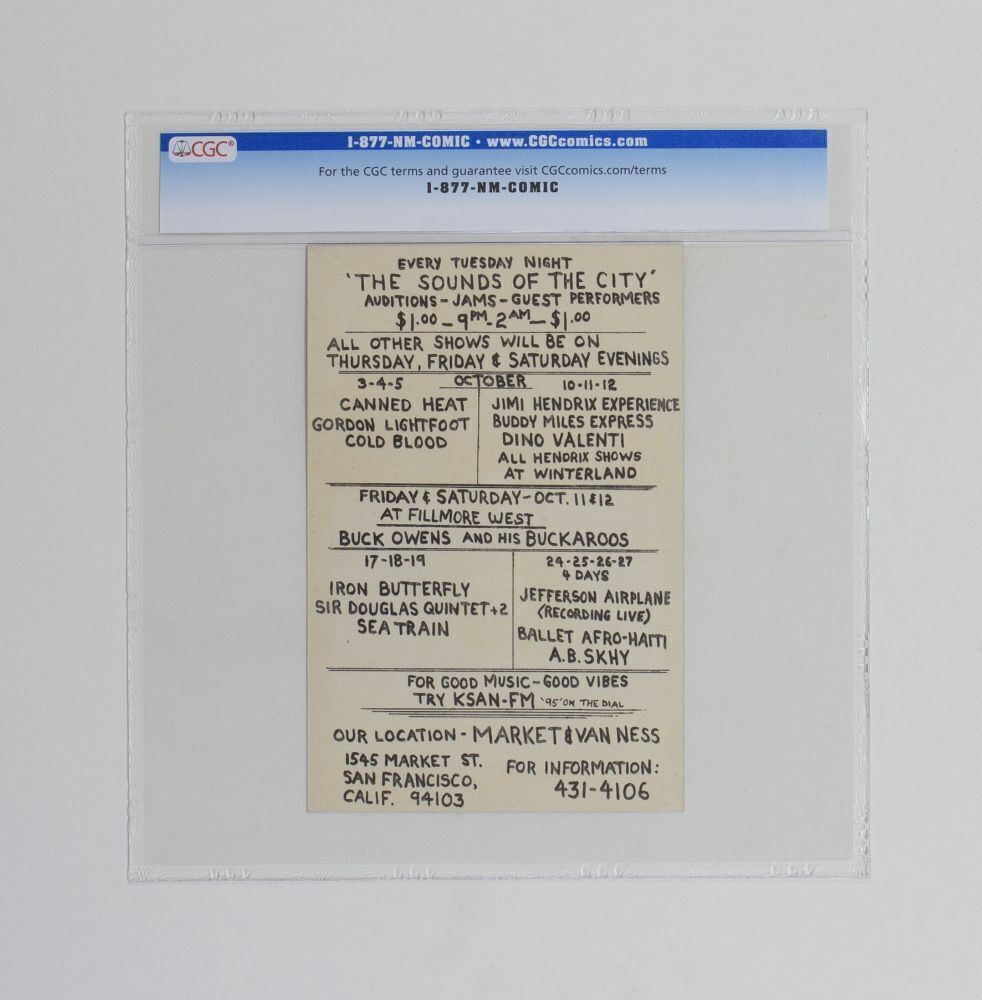 CGC®
1-877-NM-COMIC • www.CGCcomics.com
For the CGC terms and guarantee visit CGCcomics.com/terms
1-877-NM-COMIC
EVERY TUESDAY NIGHT
'THE SOUNDS OF THE CITY'
AUDITIONS - JAMS - GUEST PERFORMERS
$1.00 - 9PM - 2AM - $1.00
ALL OTHER SHOWS WILL BE ON
THURSDAY, FRIDAY & SATURDAY EVENINGS
OCTOBER
3-4-5
CANNED HEAT
GORDON LIGHTFOOT
COLD BLOOD
10-11-12
JIMI HENDRIX EXPERIENCE
BUDDY MILES EXPRESS
DINO VALENTI
ALL HENDRIX SHOWS
AT WINTERLAND
FRIDAY & SATURDAY - OCT. 11 & 12
AT FILLMORE WEST
BUCK OWENS AND HIS BUCKAROOS
17-18-19
IRON BUTTERFLY
SIR DOUGLAS QUINTET +2
SEATRAIN
24-25-26-27
4 DAYS
JEFFERSON AIRPLANE
(RECORDING LIVE)
BALLET AFRO-HAITI
A.B. SKHY
FOR GOOD MUSIC - GOOD VIBES
TRY KSAN-FM '95' ON THE DIAL
OUR LOCATION - MARKET & VAN NESS
1545 MARKET ST.
SAN FRANCISCO,
CALIF. 94103
FOR INFORMATION:
431-4106